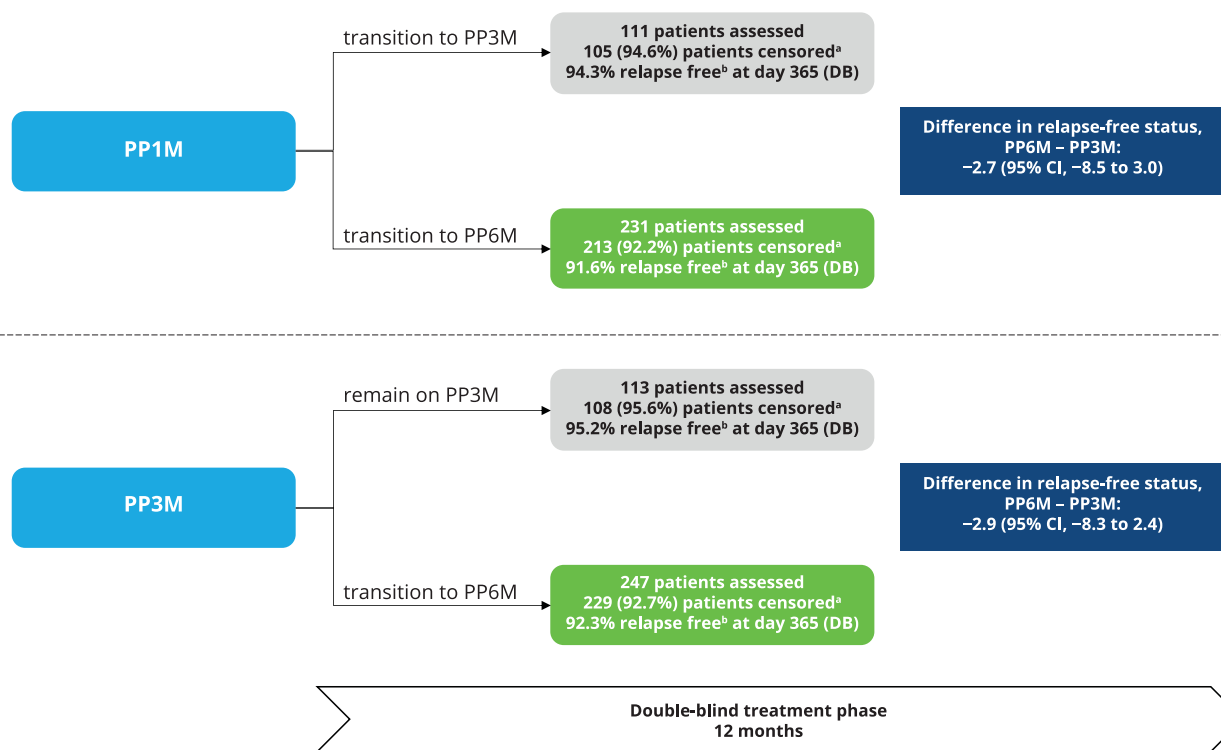 transition to PP3M
111 patients assessed
105 (94.6%) patients censoredᵃ
94.3% relapse freeᵇ at day 365 (DB)
PP1M
Difference in relapse-free status,
PP6M – PP3M:
−2.7 (95% CI, −8.5 to 3.0)
transition to PP6M
231 patients assessed
213 (92.2%) patients censoredᵃ
91.6% relapse freeᵇ at day 365 (DB)
remain on PP3M
113 patients assessed
108 (95.6%) patients censoredᵃ
95.2% relapse freeᵇ at day 365 (DB)
PP3M
Difference in relapse-free status,
PP6M – PP3M:
−2.9 (95% CI, −8.3 to 2.4)
transition to PP6M
247 patients assessed
229 (92.7%) patients censoredᵃ
92.3% relapse freeᵇ at day 365 (DB)
Double-blind treatment phase
12 months